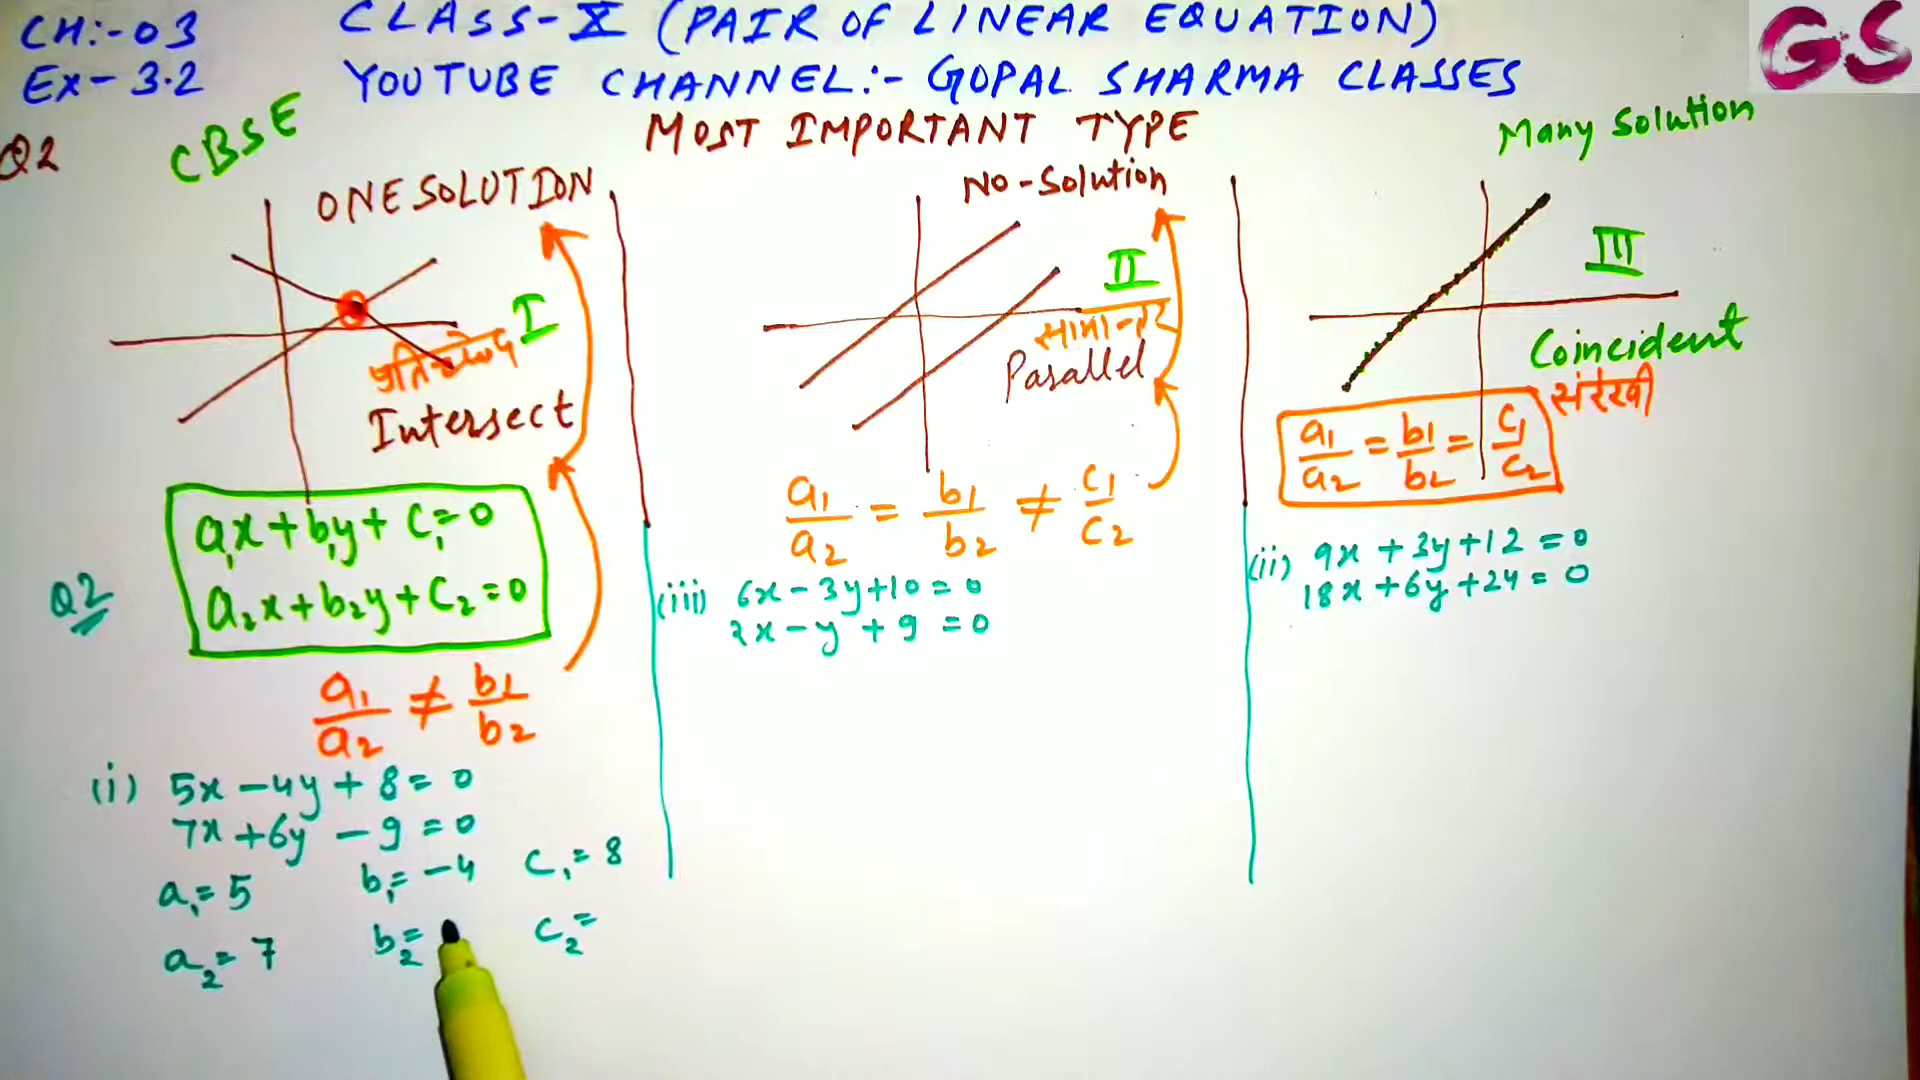 CH:-03 CLASS-X (PAIR OF LINEAR EQUATION)
GS
Ex-3.2 YOUTUBE CHANNEL:- GOPAL SHARMA CLASSES
Q2 CBSE MOST IMPORTANT TYPE
ONE SOLUTION
I
Intersect
a₁x+b₁y+c₁=0
Q2
a₂x+b₂y+c₂=0
a₁/a₂ ≠ b₁/b₂
(i) 5x-4y+8=0
7x+6y-9=0
a₁=5 b₁=-4 c₁=8
a₂=7 b₂= c₂=
No-Solution
II
Parallel
a₁/a₂ = b₁/b₂ ≠ c₁/c₂
(iii) 6x-3y+10=0
2x-y+9=0
Many Solution
III
Coincident
संरेखी
a₁/a₂ = b₁/b₂ = c₁/c₂
(ii) 9x+3y+12=0
18x+6y+24=0